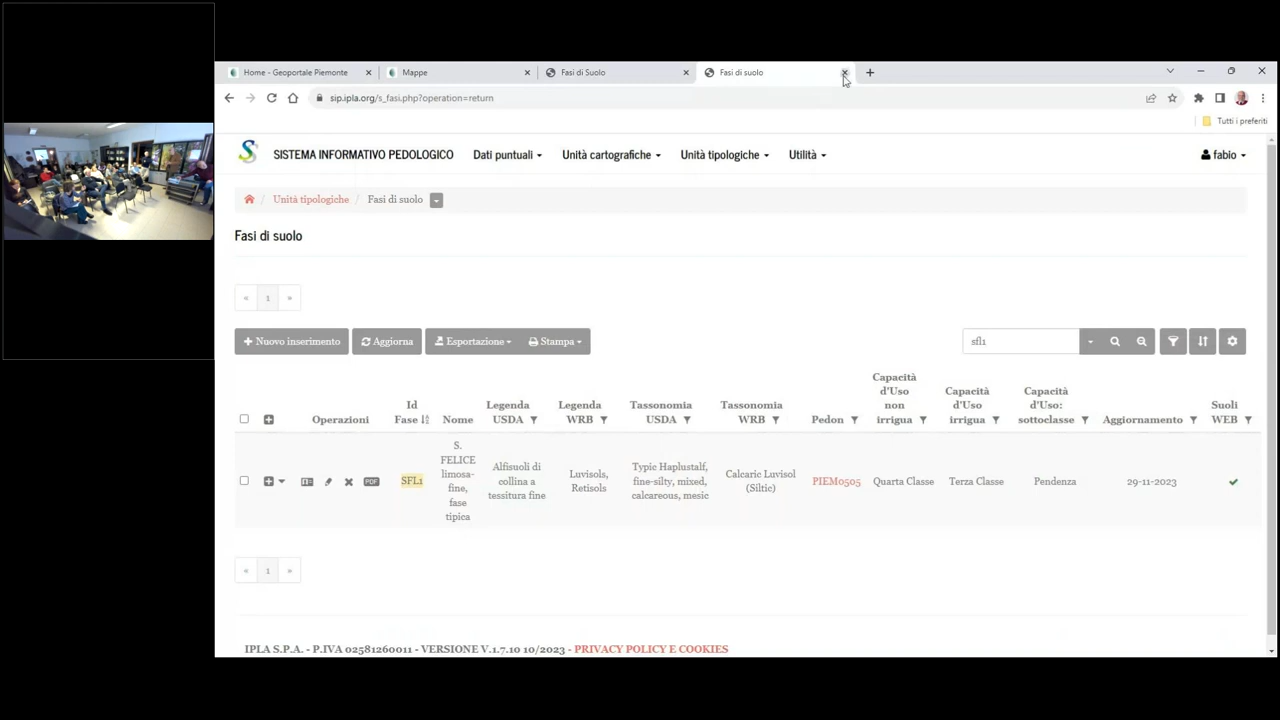 Home - Geoportale Piemonte
Mappe
Fasi di Suolo
Fasi di suolo
sip.ipla.org/s_fasi.php?operation=return
Tutti i preferiti
SISTEMA INFORMATIVO PEDOLOGICO
Dati puntuali
Unità cartografiche
Unità tipologiche
Utilità
fabio
/ Unità tipologiche / Fasi di suolo
Fasi di suolo
« 1 »
Nuovo inserimento
Aggiorna
Esportazione
Stampa
sfl1
Operazioni
Id
Fase
Nome
Legenda
USDA
Legenda
WRB
Tassonomia
USDA
Tassonomia
WRB
Pedon
Capacità
d'Uso
non
irrigua
Capacità
d'Uso
irrigua
Capacità
d'Uso:
sottoclasse
Aggiornamento
Suoli
WEB
PDF
SFL1
S.
FELICE
limosa-
fine,
fase
tipica
Alfisuoli di
collina a
tessitura fine
Luvisols,
Retisols
Typic Haplustalf,
fine-silty, mixed,
calcareous, mesic
Calcaric Luvisol
(Siltic)
PIEM0505
Quarta Classe
Terza Classe
Pendenza
29-11-2023
« 1 »
IPLA S.P.A. - P.IVA 02581260011 - VERSIONE V.1.7.10 10/2023 - PRIVACY POLICY E COOKIES